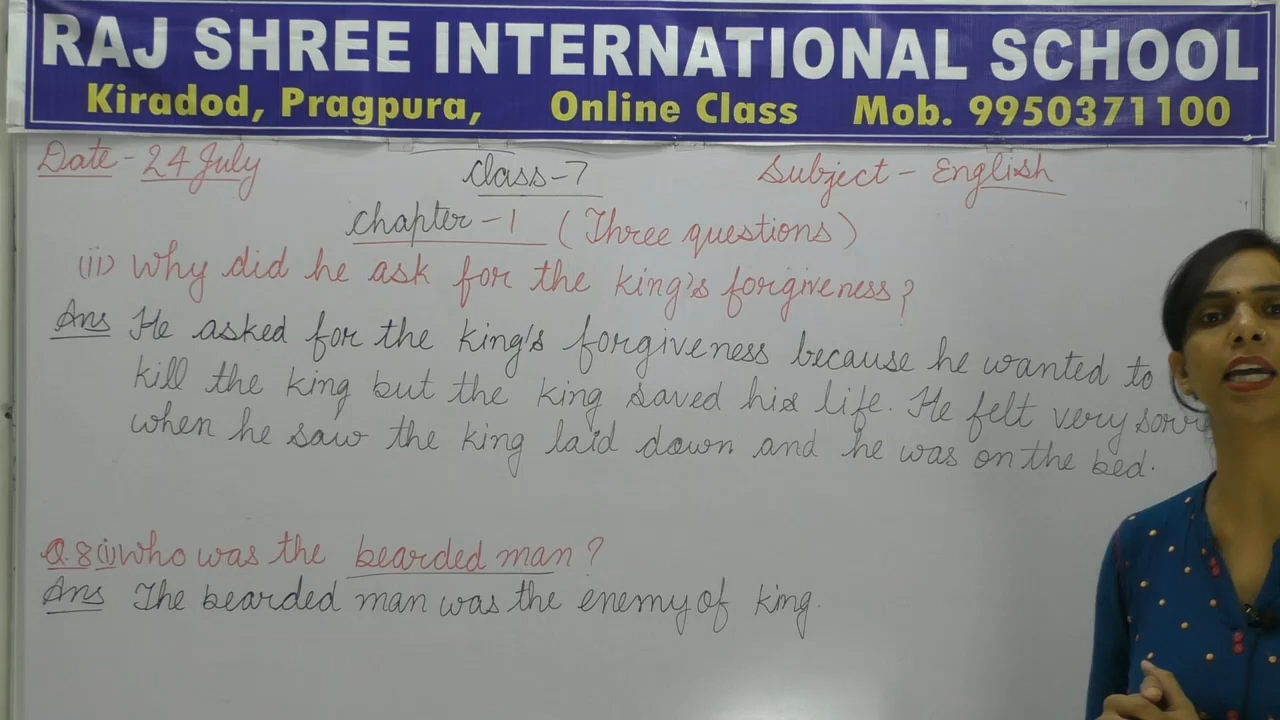 RAJ SHREE INTERNATIONAL SCHOOL
Kiradod, Pragpura, Online Class Mob. 9950371100
Date - 24 July Class-7 Subject - English
Chapter - 1 (Three questions)
(ii) Why did he ask for the king's forgiveness?
Ans He asked for the king's forgiveness because he wanted to
kill the king but the king saved his life. He felt very
when he saw the king laid down and he was on the bed.
Q.8(i) Who was the bearded man?
Ans The bearded man was the enemy of king.